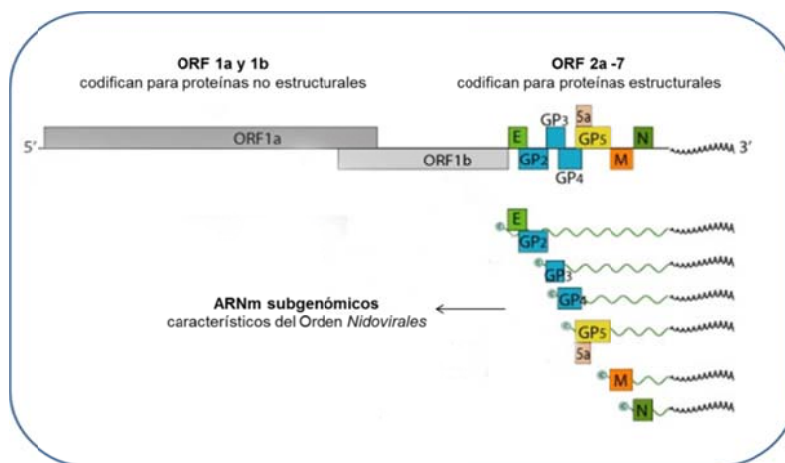 ORF 1a y 1b
codifican para proteínas no estructurales
ORF 2a -7
codifican para proteínas estructurales
5'
ORF1a
ORF1b
E
GP2
GP3
GP4
5a
GP5
M
N
3'
E
GP2
GP3
GP4
GP5
5a
M
N
ARNm subgenómicos
característicos del Orden Nidovirales